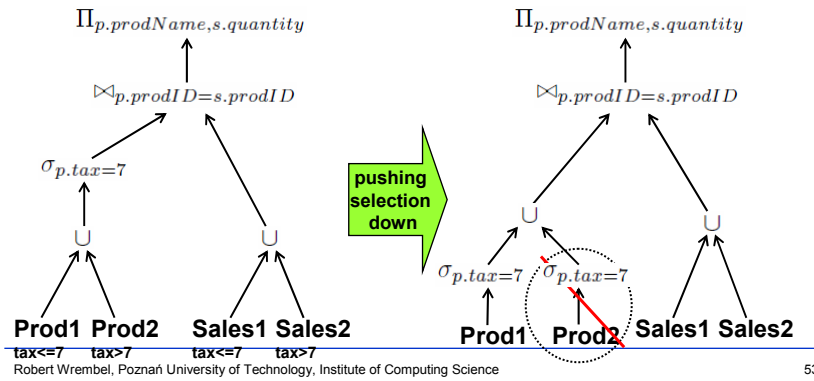 Πp.prodName,s.quantity Πp.prodName,s.quantity
⋈p.prodID=s.prodID ⋈p.prodID=s.prodID
σp.tax=7
pushing
selection
down
∪ ∪ ∪ ∪
σp.tax=7 σp.tax=7
Prod1 Prod2 Sales1 Sales2 Prod1 Prod2 Sales1 Sales2
tax<=7 tax>7 tax<=7 tax>7
Robert Wrembel, Poznań University of Technology, Institute of Computing Science 53